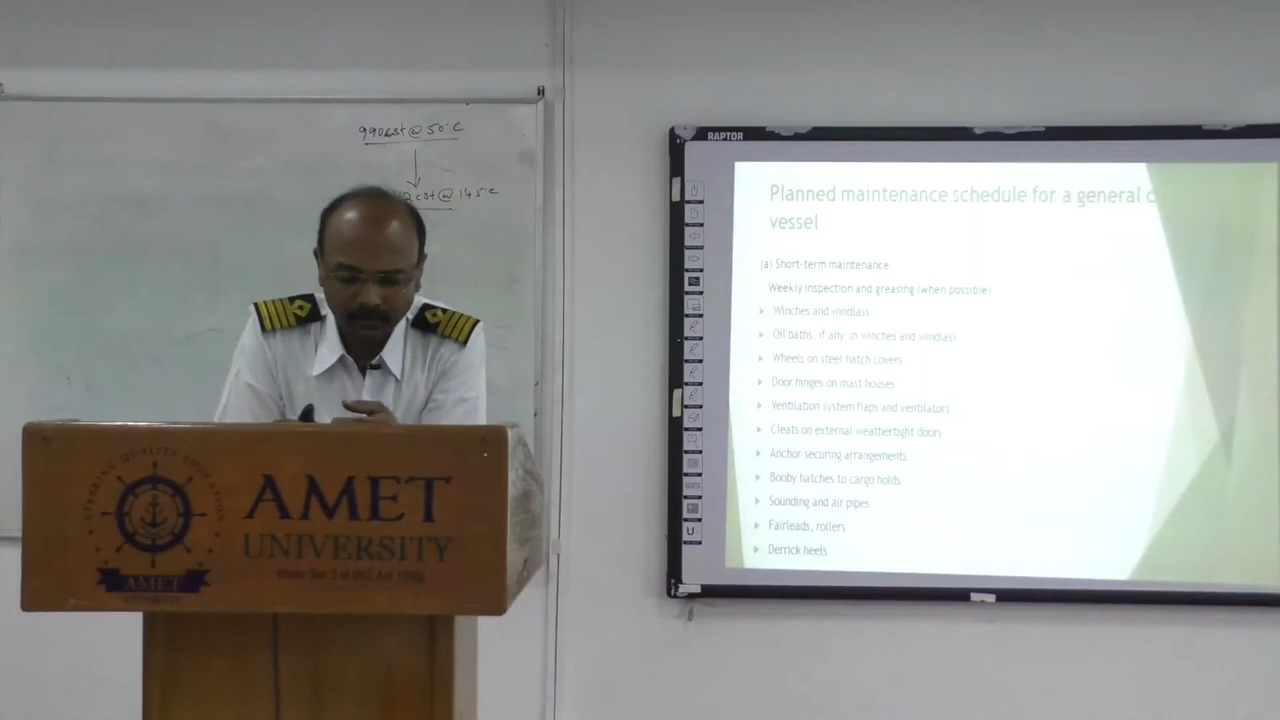 990cst @ 50°C
cst @ 145°C
AMET
UNIVERSITY
AMET
RAPTOR
Planned maintenance schedule for a general
vessel
(a) Short-term maintenance
Weekly inspection and greasing (when possible)
Winches and windlass
Oil baths, if any, in winches and windlass
Wheels on steel hatch covers
Door hinges on mast houses
Ventilation system flaps and ventilators
Cleats on external weathertight doors
Anchor securing arrangements
Booby hatches to cargo holds
Sounding and air pipes
Fairleads, rollers
Derrick heels